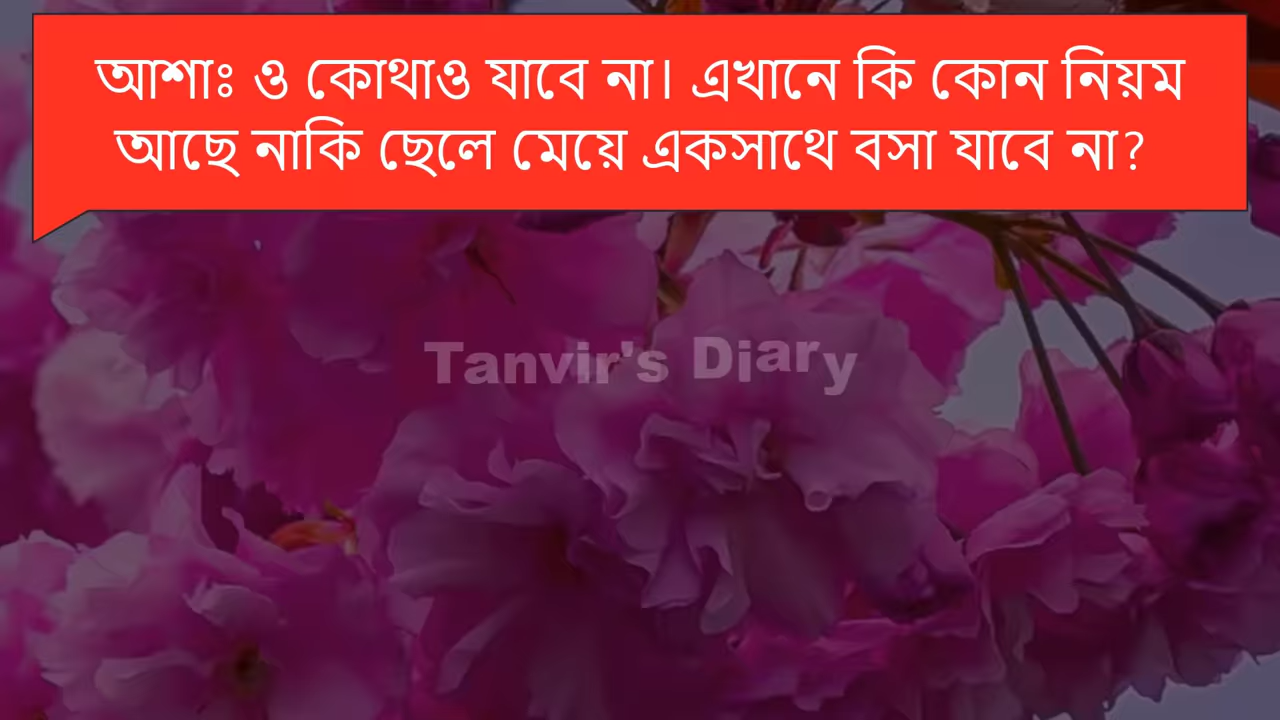 আশাঃ ও কোথাও যাবে না। এখানে কি কোন নিয়ম
আছে নাকি ছেলে মেয়ে একসাথে বসা যাবে না?
Tanvir's Diary